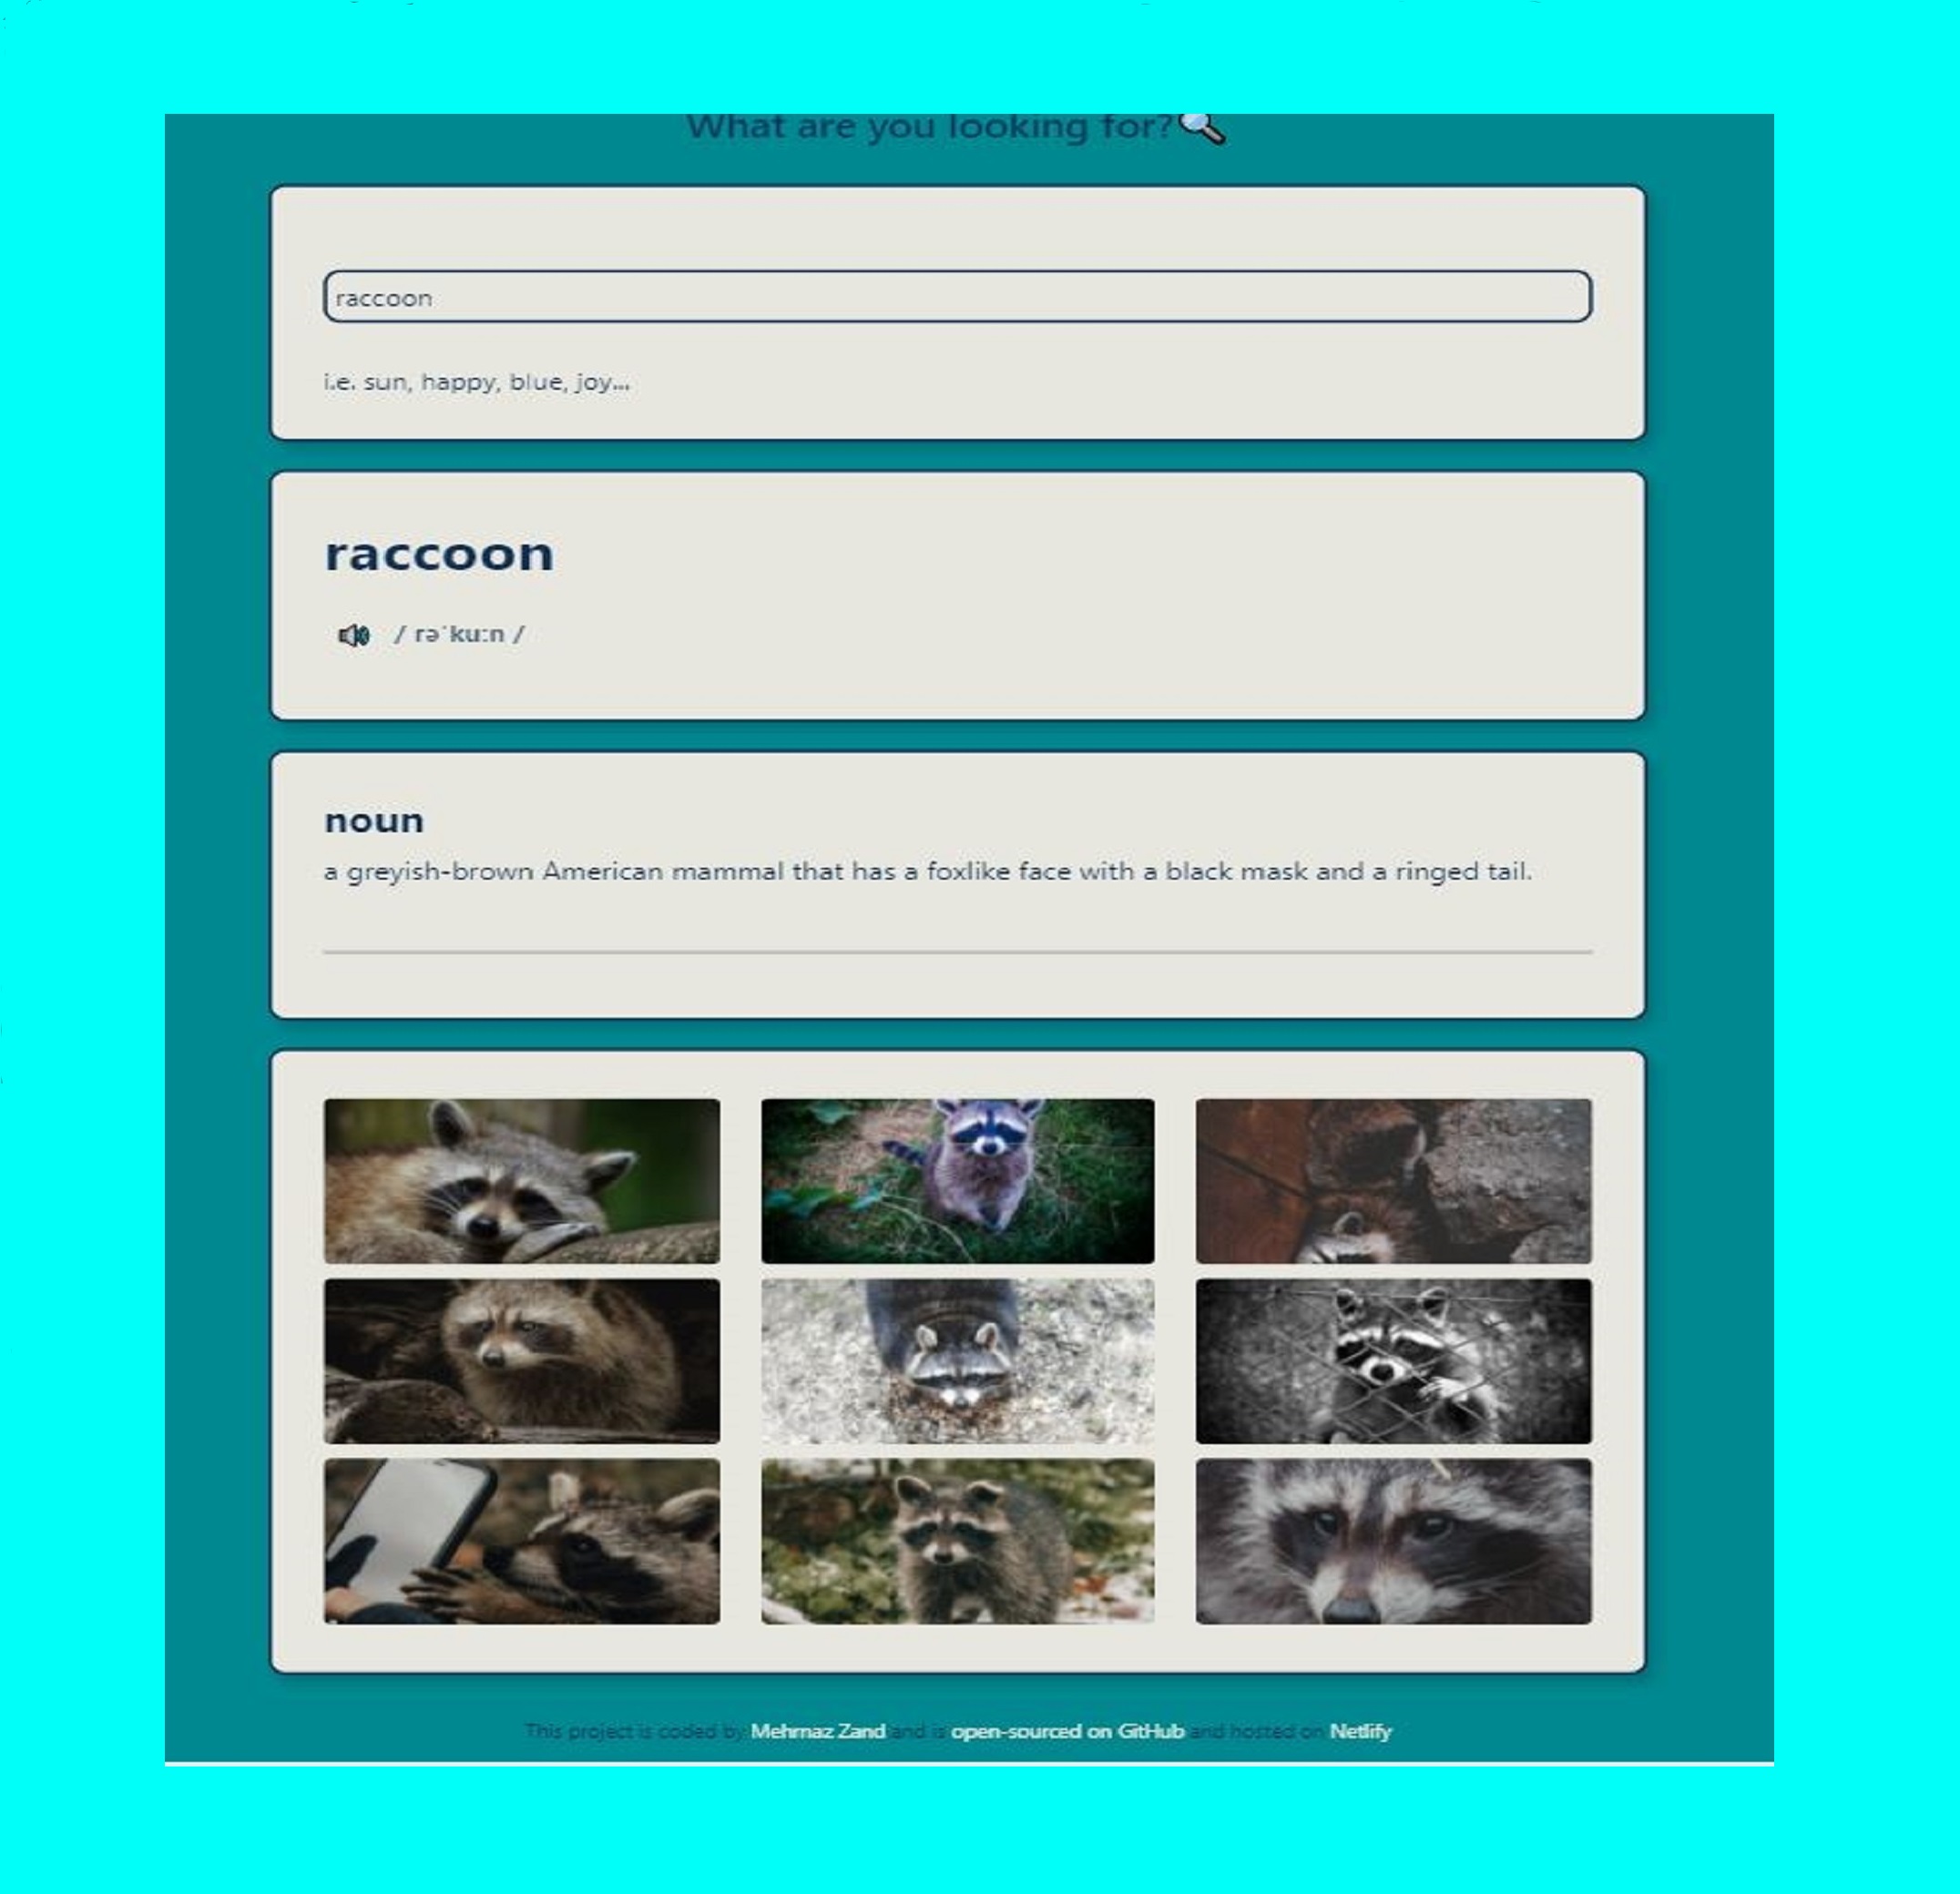 What are you looking for?🔍
raccoon
i.e. sun, happy, blue, joy...
raccoon
/ rəˈkuːn /
noun
a greyish-brown American mammal that has a foxlike face with a black mask and a ringed tail.
This project is coded by Mehrnaz Zand and is open-sourced on GitHub and hosted on Netlify